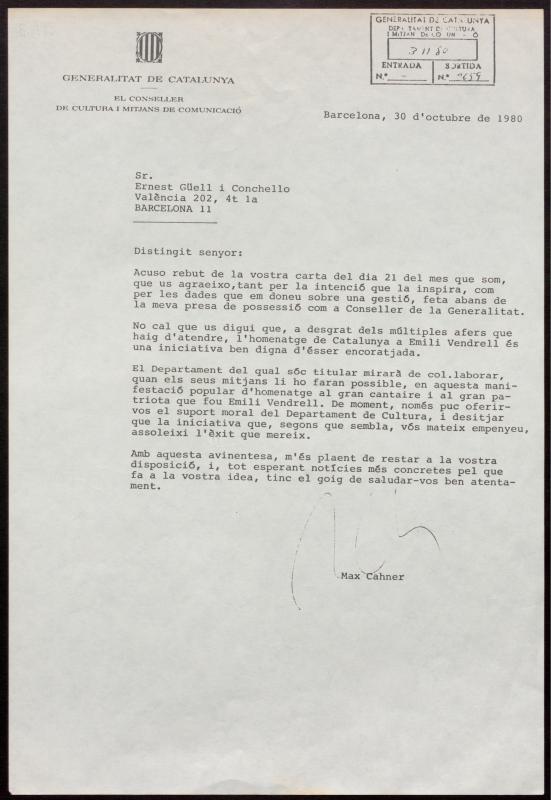 GENERALITAT DE CATALUNYA
DEPARTAMENT DE CULTURA
I MITJANS DE COMUNICACIÓ
3 11 80
ENTRADA SORTIDA
N.º - N.º
GENERALITAT DE CATALUNYA
EL CONSELLER
DE CULTURA I MITJANS DE COMUNICACIÓ
Barcelona, 30 d'octubre de 1980
Sr.
Ernest Güell i Conchello
València 202, 4t 1a
BARCELONA 11
Distingit senyor:
Acuso rebut de la vostra carta del dia 21 del mes que som,
que us agraeixo,tant per la intenció que la inspira, com
per les dades que em doneu sobre una gestió, feta abans de
la meva presa de possessió com a Conseller de la Generalitat.
No cal que us digui que, a desgrat dels múltiples afers que
haig d'atendre, l'homenatge de Catalunya a Emili Vendrell és
una iniciativa ben digna d'ésser encoratjada.
El Departament del qual sóc titular mirarà de col.laborar,
quan els seus mitjans li ho faran possible, en aquesta mani-
festació popular d'homenatge al gran cantaire i al gran pa-
triota que fou Emili Vendrell. De moment, només puc oferir-
vos el suport moral del Departament de Cultura, i desitjar
que la iniciativa que, segons que sembla, vós mateix empenyeu,
assoleixi l'èxit que mereix.
Amb aquesta avinentesa, m'és plaent de restar a la vostra
disposició, i, tot esperant notícies més concretes pel que
fa a la vostra idea, tinc el goig de saludar-vos ben atenta-
ment.
Max Cahner